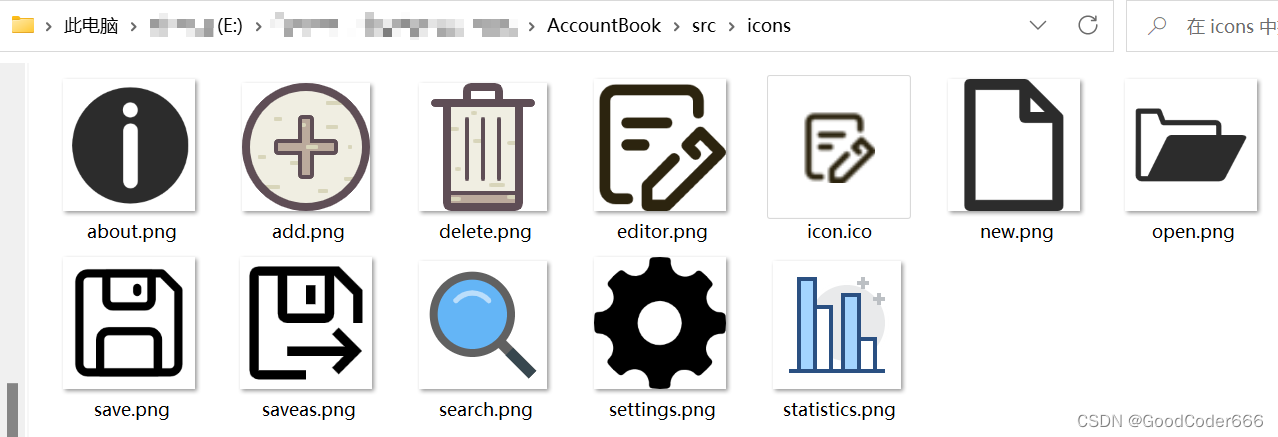 此电脑 (E:) AccountBook src icons 在 icons 中
about.png add.png delete.png editor.png icon.ico new.png open.png
save.png saveas.png search.png settings.png statistics.png
CSDN @GoodCoder666